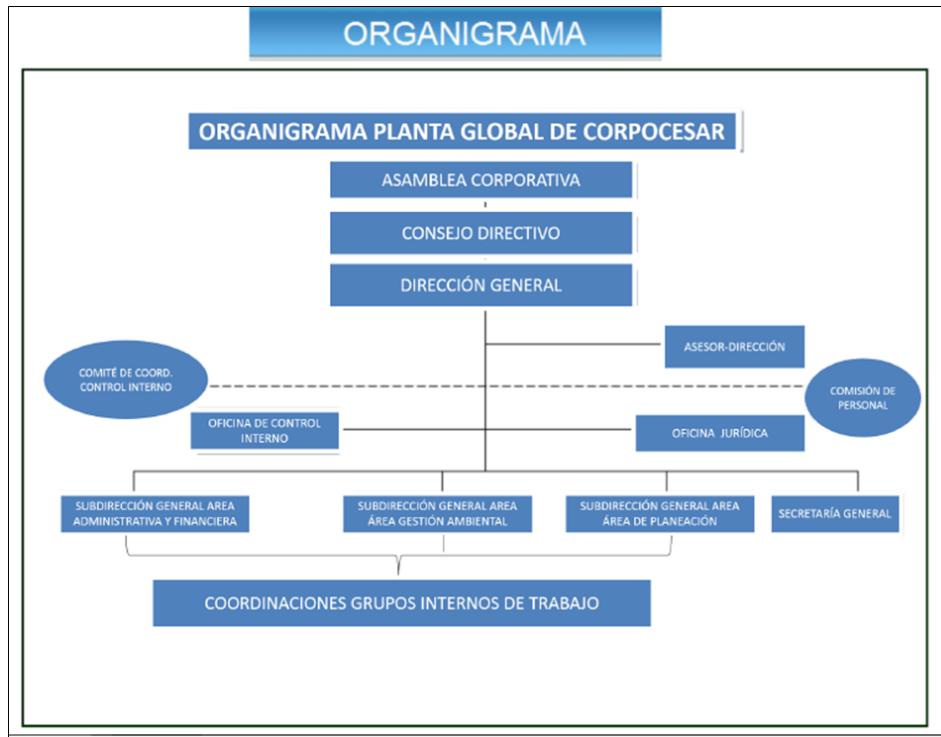 ORGANIGRAMA
ORGANIGRAMA PLANTA GLOBAL DE CORPOCESAR
ASAMBLEA CORPORATIVA
CONSEJO DIRECTIVO
DIRECCIÓN GENERAL
ASESOR-DIRECCIÓN
COMITÉ DE COORD.
CONTROL INTERNO
COMISIÓN DE
PERSONAL
OFICINA DE CONTROL
INTERNO
OFICINA JURÍDICA
SUBDIRECCIÓN GENERAL AREA
ADMINISTRATIVA Y FINANCIERA
SUBDIRECCIÓN GENERAL AREA
ÁREA GESTIÓN AMBIENTAL
SUBDIRECCIÓN GENERAL AREA
ÁREA DE PLANEACIÓN
SECRETARÍA GENERAL
COORDINACIONES GRUPOS INTERNOS DE TRABAJO